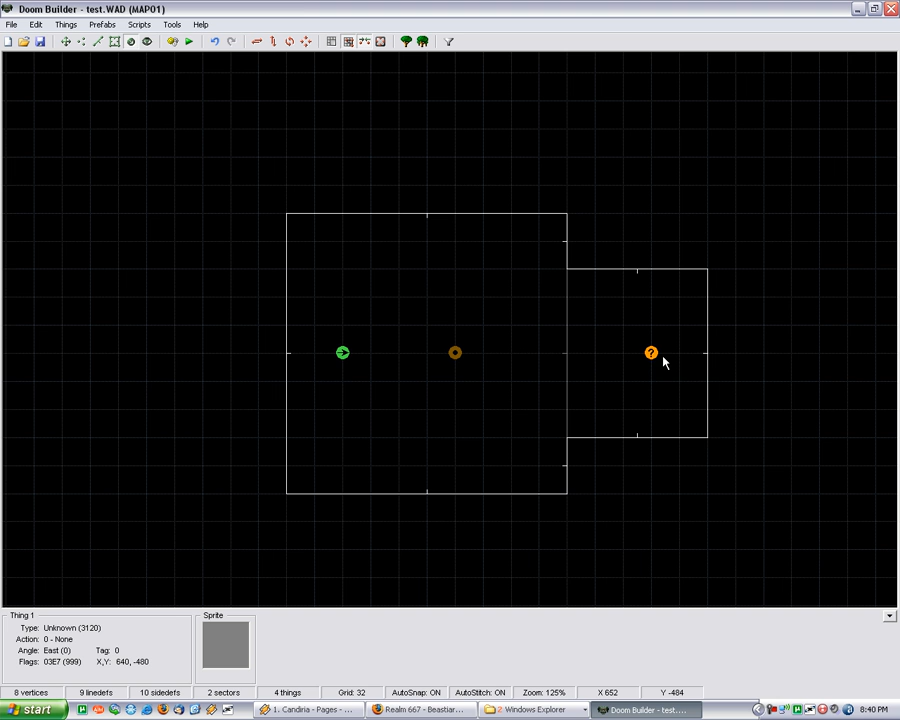 Doom Builder - test.WAD (MAP01)
File Edit Things Prefabs Scripts Tools Help
?
Thing 1
Type: Unknown (3120)
Action: 0 - None
Angle: East (0) Tag: 0
Flags: 03E7 (999) X,Y: 640, -480
Sprite
8 vertices 9 linedefs 10 sidedefs 2 sectors 4 things Grid: 32 AutoSnap: ON AutoStitch: ON Zoom: 125% X 652 Y -484
start 1. Candiria - Pages - ... Realm 667 - Beastiar... 2 Windows Explorer Doom Builder - test.... 8:40 PM